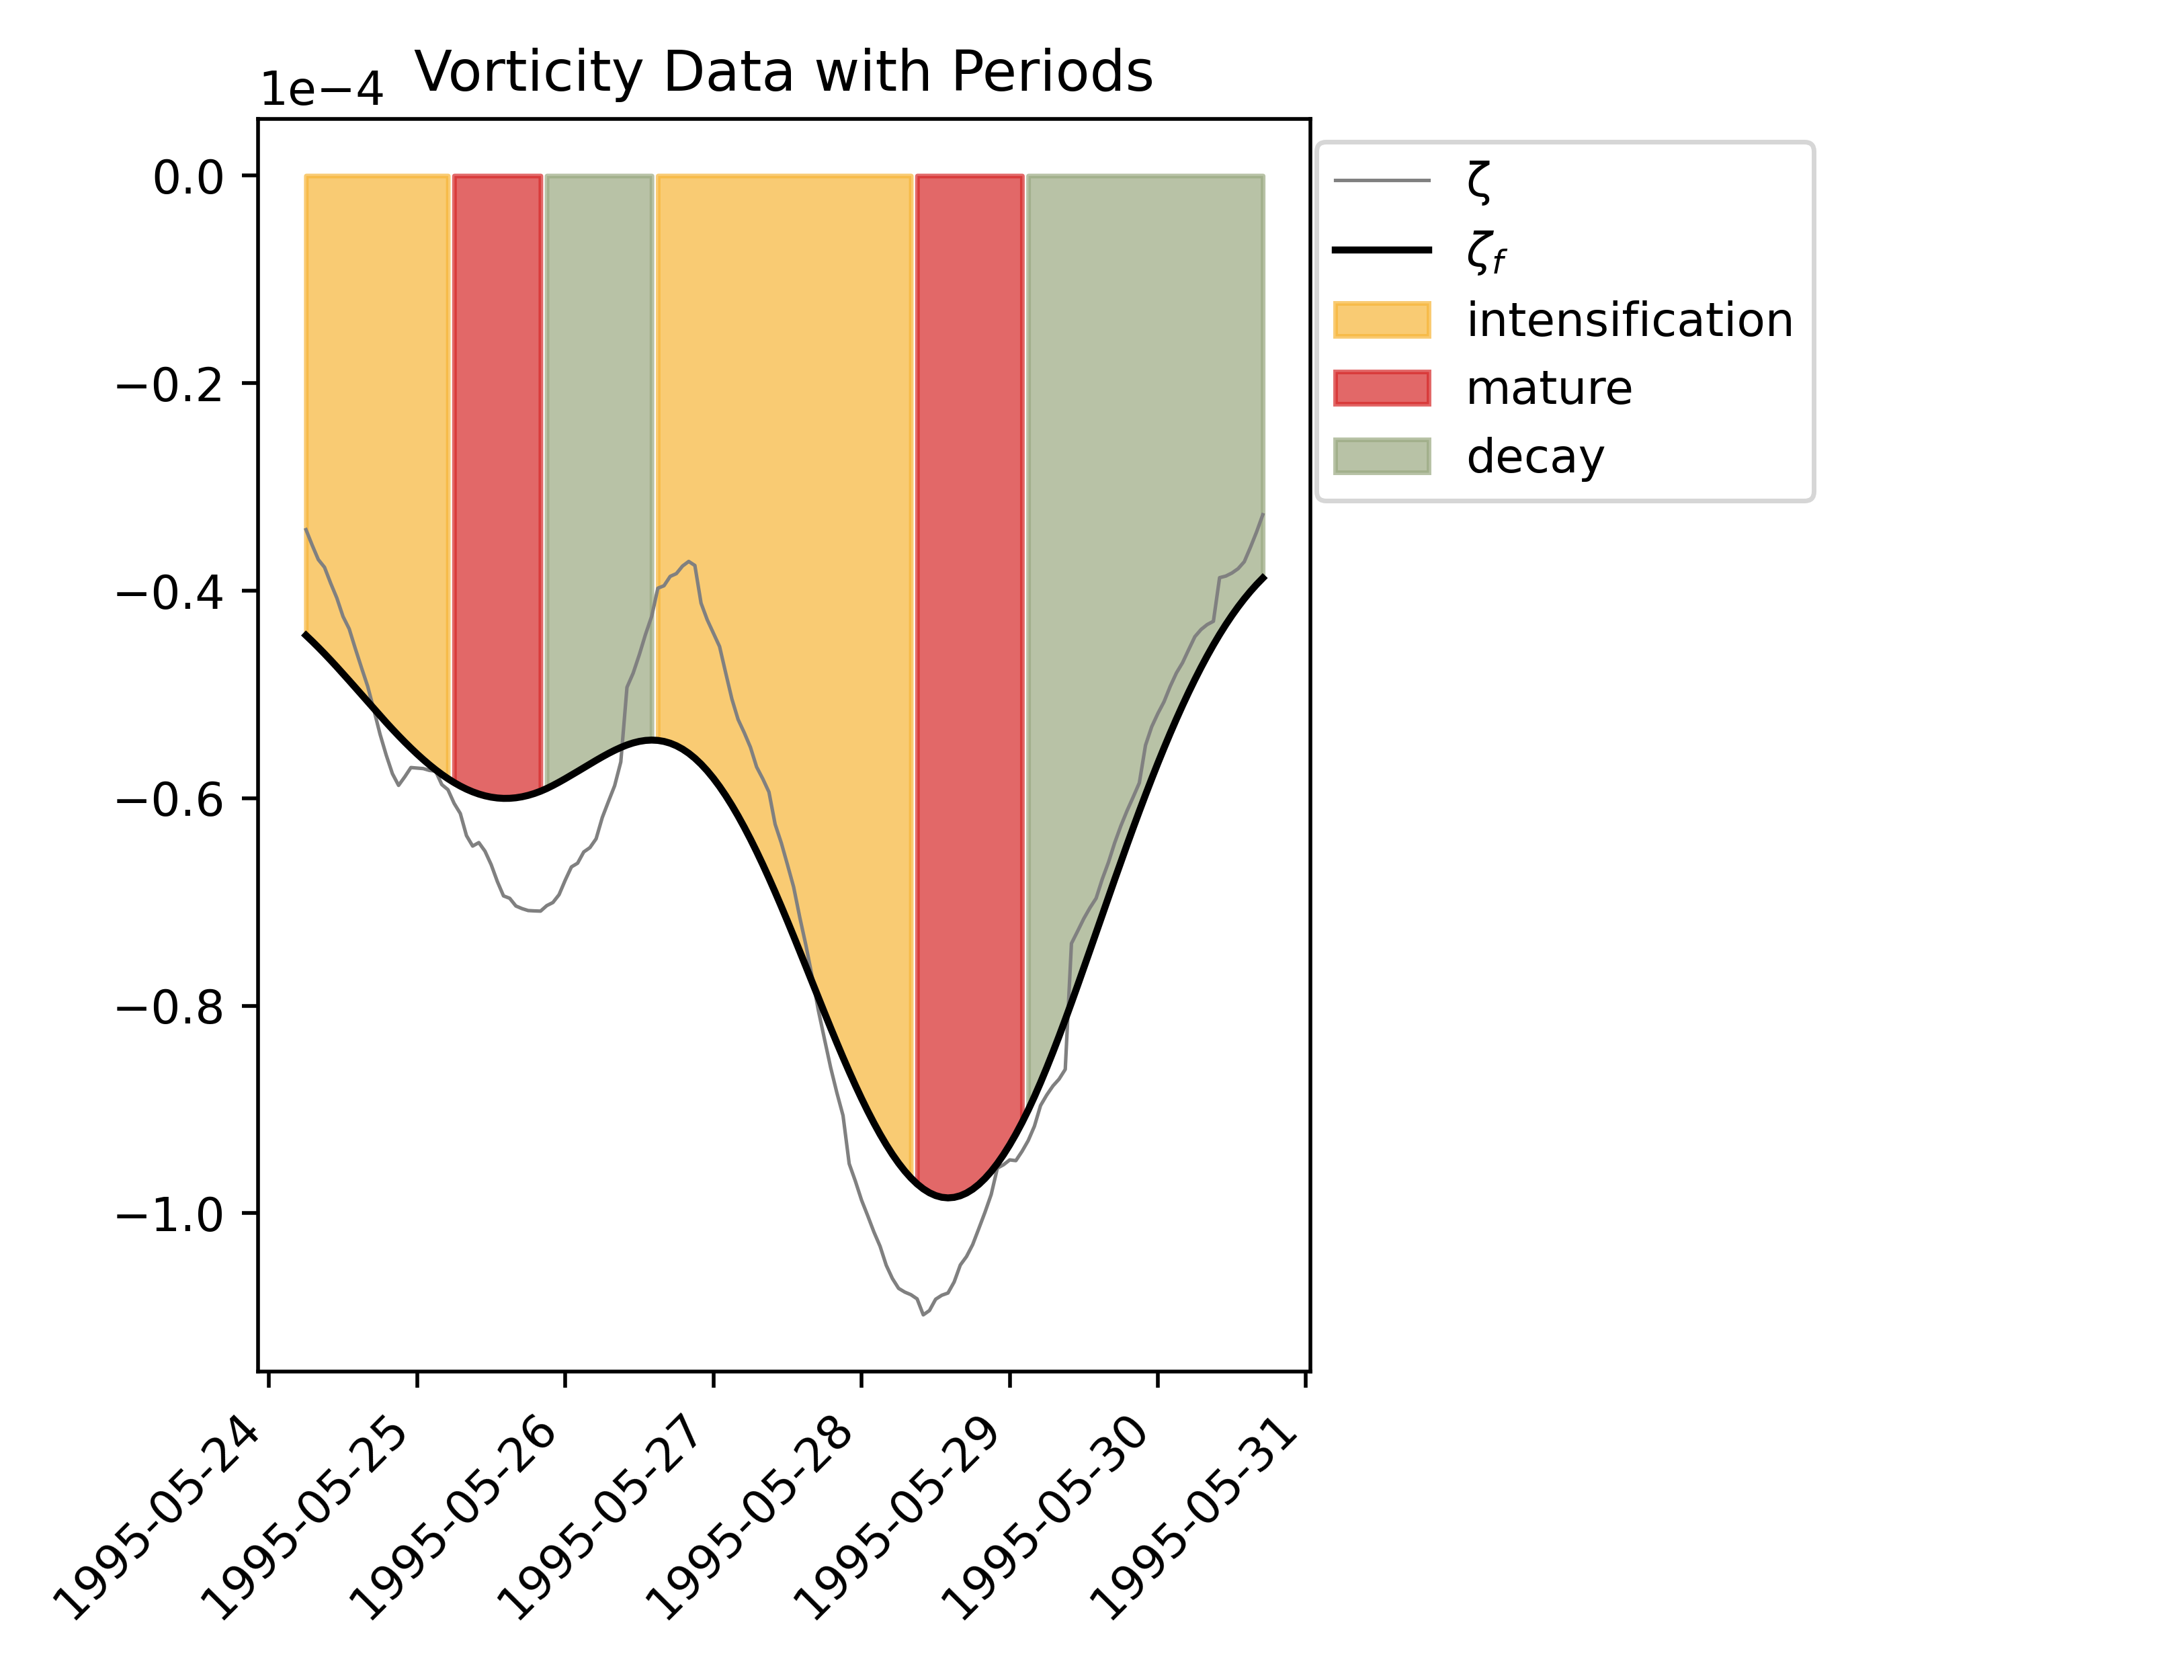 Vorticity Data with Periods
1e−4
0.0
−0.2
−0.4
−0.6
−0.8
−1.0
1995-05-24
1995-05-25
1995-05-26
1995-05-27
1995-05-28
1995-05-29
1995-05-30
1995-05-31
ζ
ζf
intensification
mature
decay